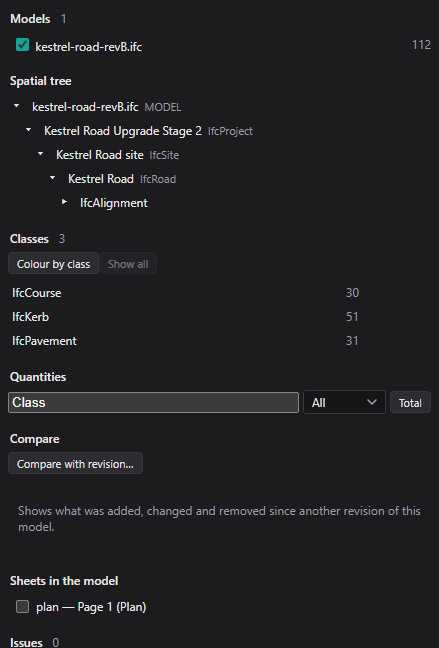 Models 1
kestrel-road-revB.ifc 112
Spatial tree
kestrel-road-revB.ifc MODEL
Kestrel Road Upgrade Stage 2 IfcProject
Kestrel Road site IfcSite
Kestrel Road IfcRoad
IfcAlignment
Classes 3
Colour by class Show all
IfcCourse 30
IfcKerb 51
IfcPavement 31
Quantities
Class All Total
Compare
Compare with revision...
Shows what was added, changed and removed since another revision of this
model.
Sheets in the model
plan — Page 1 (Plan)
Issues 0